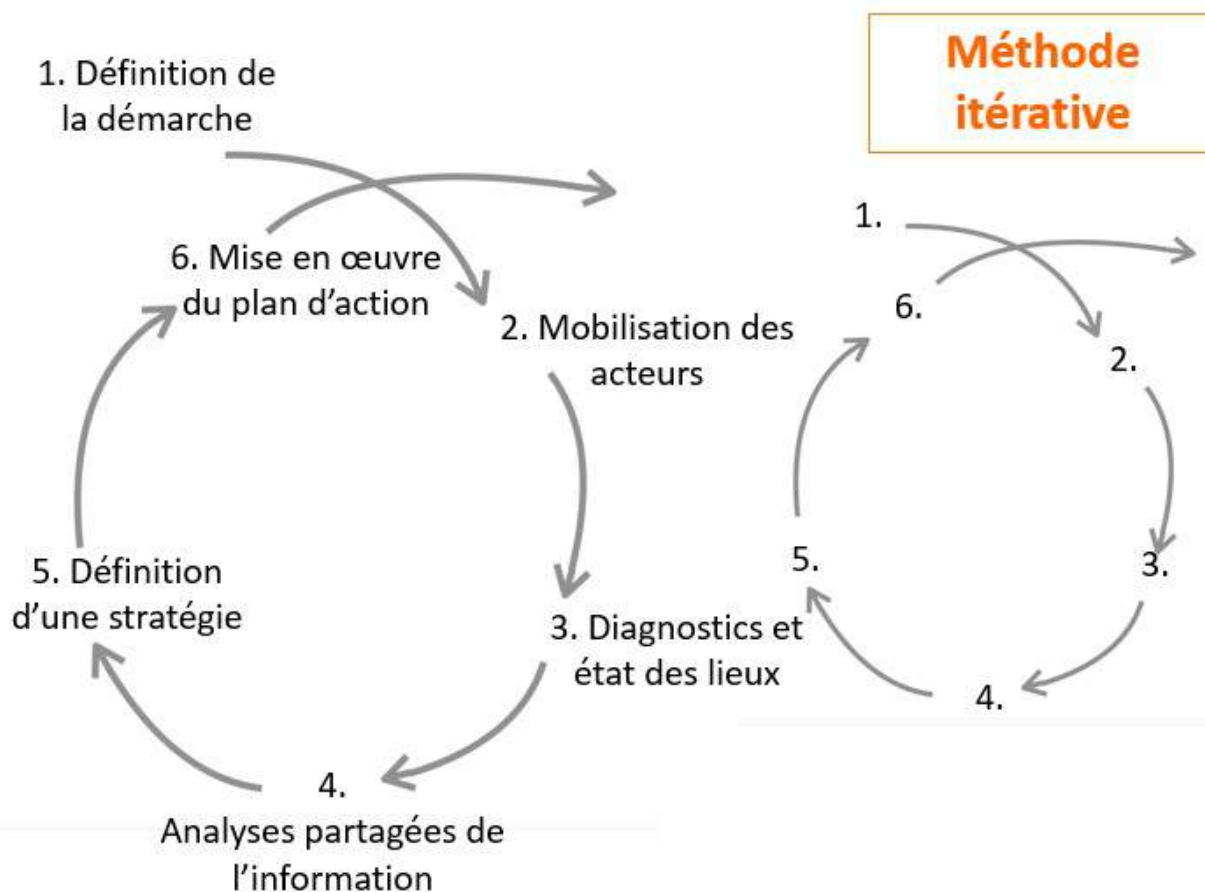 Méthode
itérative
1. Définition de
la démarche
6. Mise en œuvre
du plan d’action
2. Mobilisation des
acteurs
5. Définition
d’une stratégie
3. Diagnostics et
état des lieux
4.
Analyses partagées de
l’information
1.
6.
2.
5.
3.
4.